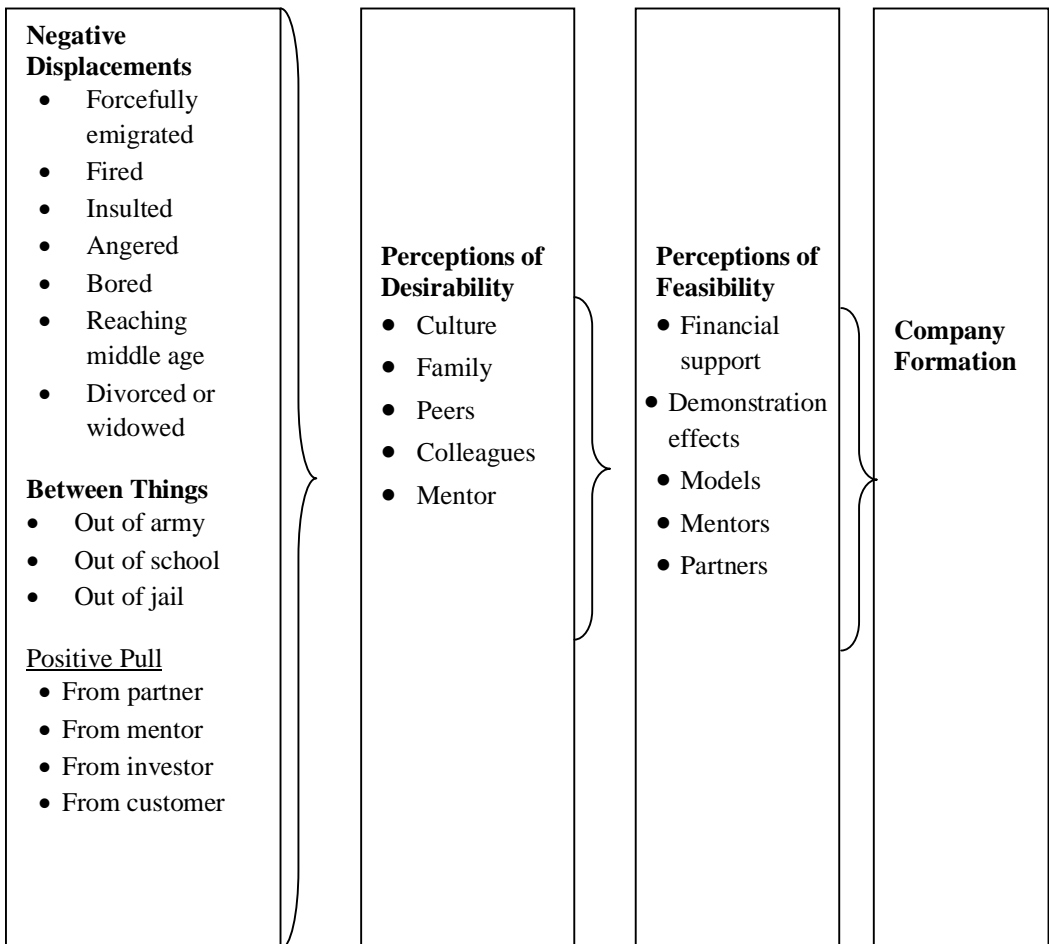 Negative
Displacements
• Forcefully
emigrated
• Fired
• Insulted
• Angered
• Bored
• Reaching
middle age
• Divorced or
widowed
Between Things
• Out of army
• Out of school
• Out of jail
Positive Pull
• From partner
• From mentor
• From investor
• From customer
Perceptions of
Desirability
• Culture
• Family
• Peers
• Colleagues
• Mentor
Perceptions of
Feasibility
• Financial
support
• Demonstration
effects
• Models
• Mentors
• Partners
Company
Formation